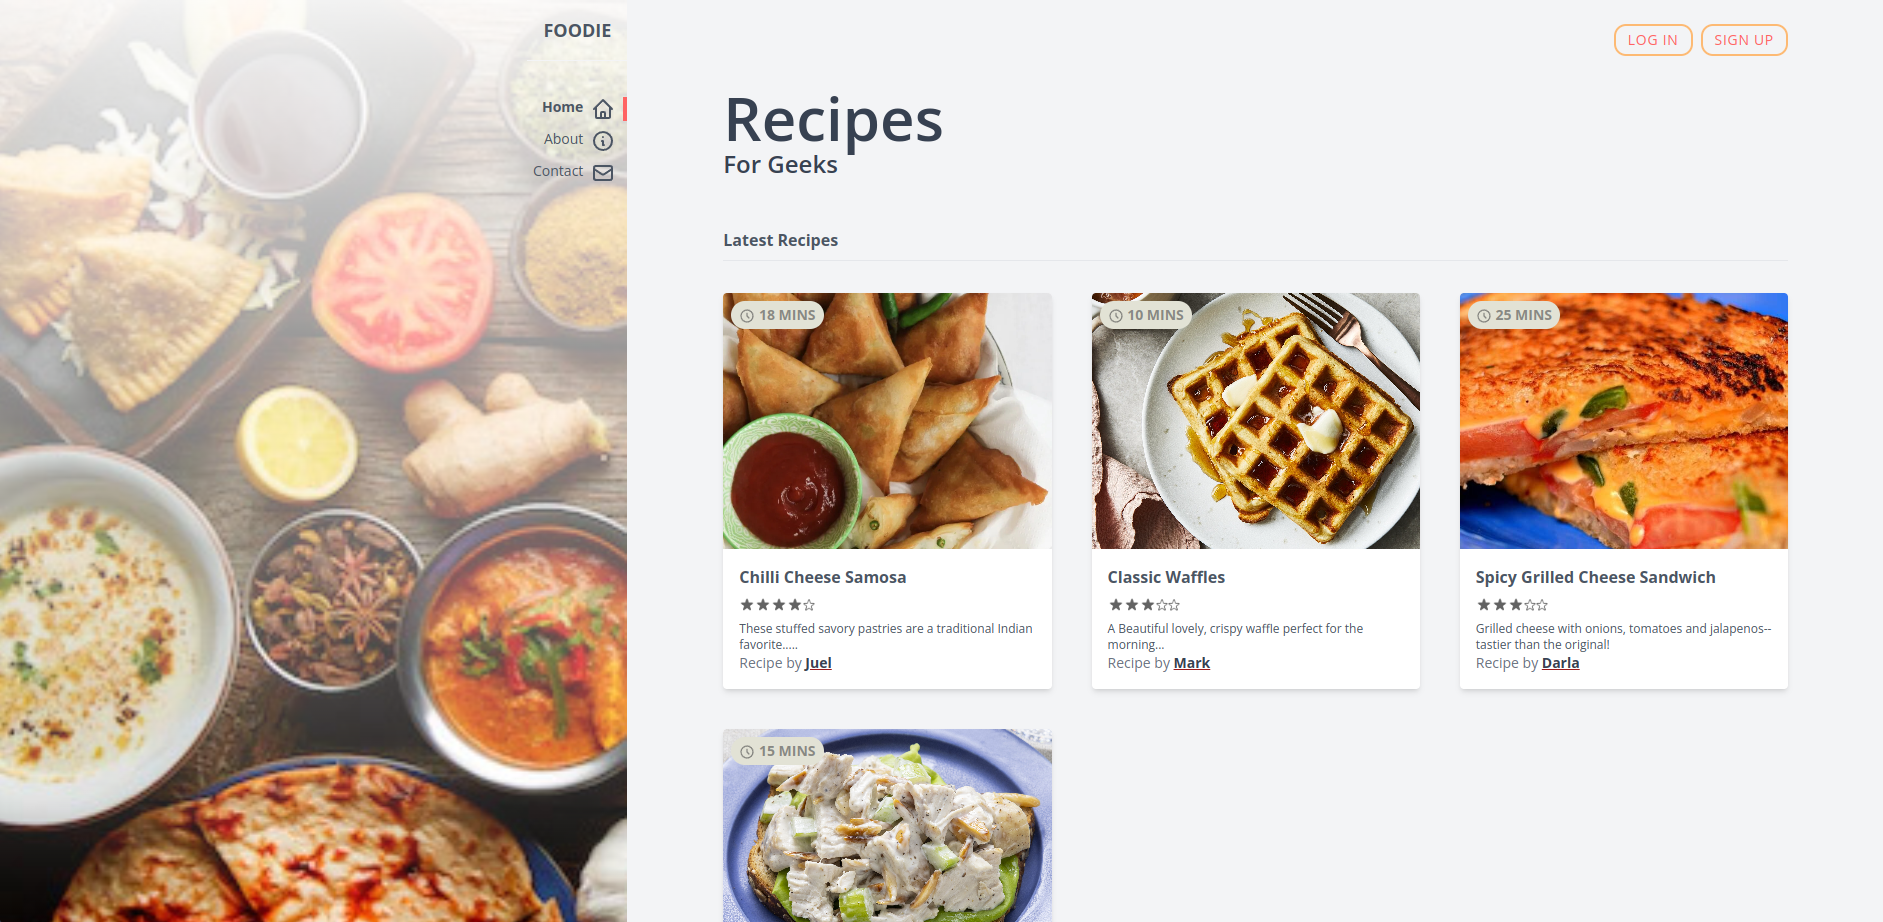 FOODIE
Home
About
Contact
LOG IN
SIGN UP
Recipes
For Geeks
Latest Recipes
18 MINS
Chilli Cheese Samosa
These stuffed savory pastries are a traditional Indian
favorite.....
Recipe by Juel
10 MINS
Classic Waffles
A Beautiful lovely, crispy waffle perfect for the
morning...
Recipe by Mark
25 MINS
Spicy Grilled Cheese Sandwich
Grilled cheese with onions, tomatoes and jalapenos--
tastier than the original!
Recipe by Darla
15 MINS